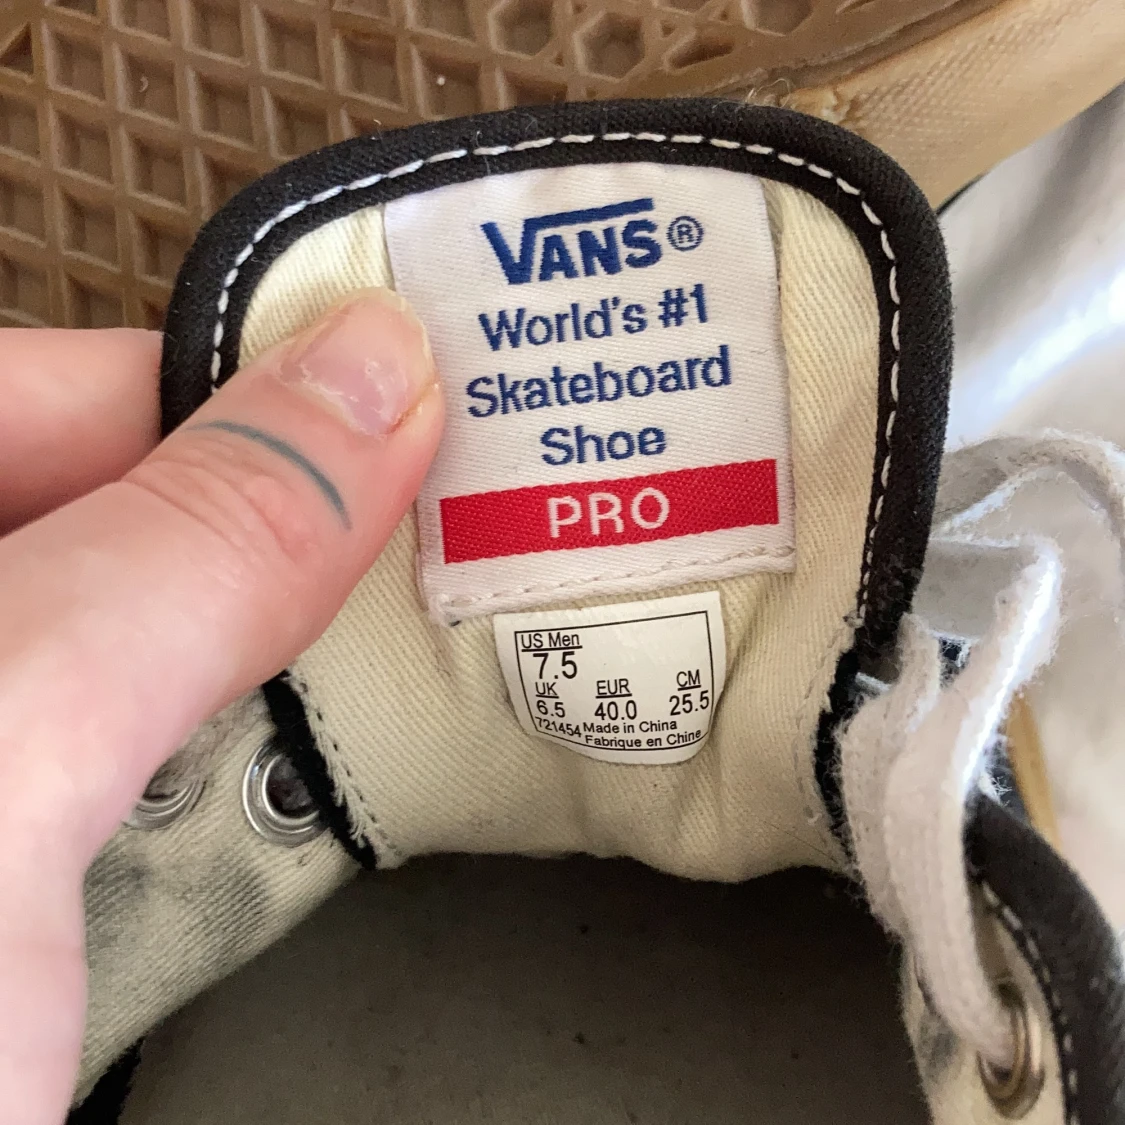 VANS®
World's #1
Skateboard
Shoe
PRO
US Men
7.5
UK EUR CM
6.5 40.0 25.5
721454 Made in China
Fabrique en Chine